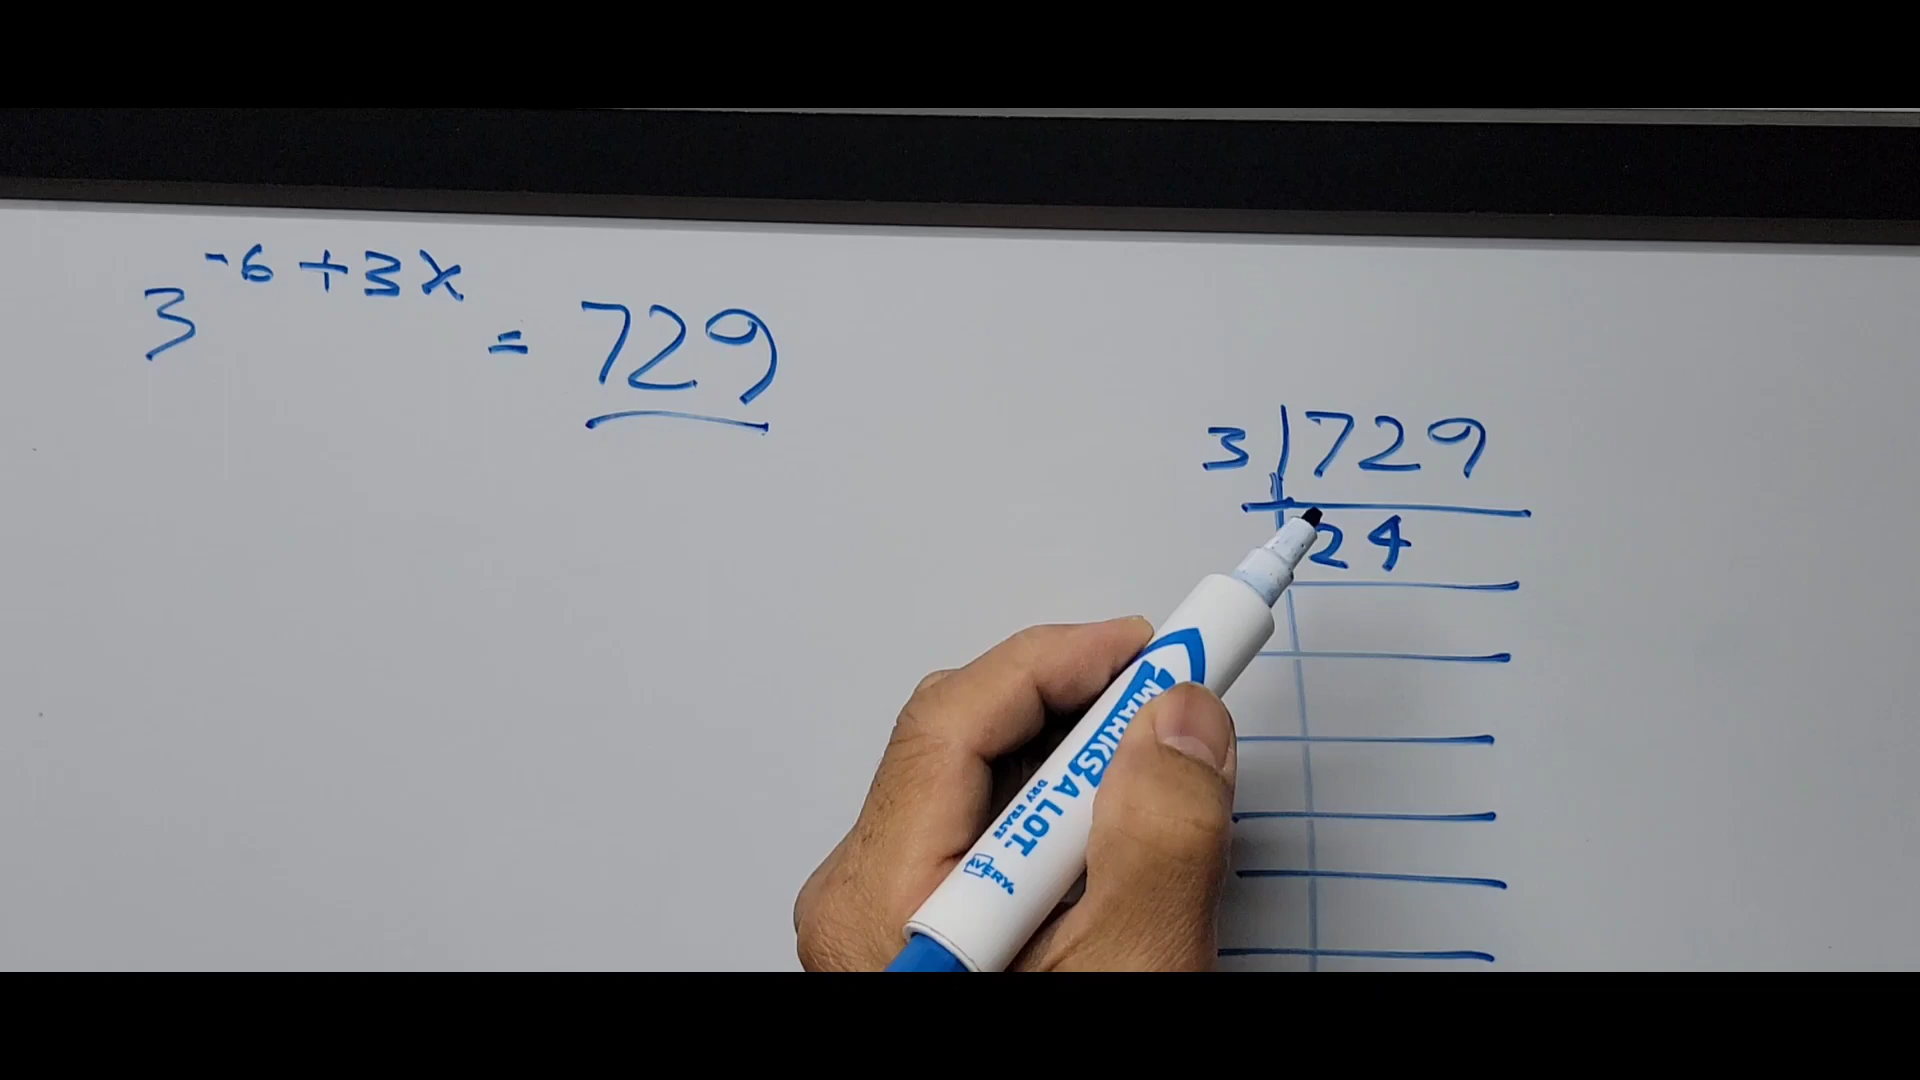 3^-6+3x = 729
3 | 729
24
MARKS A LOT.
DRY ERASE
AVERY